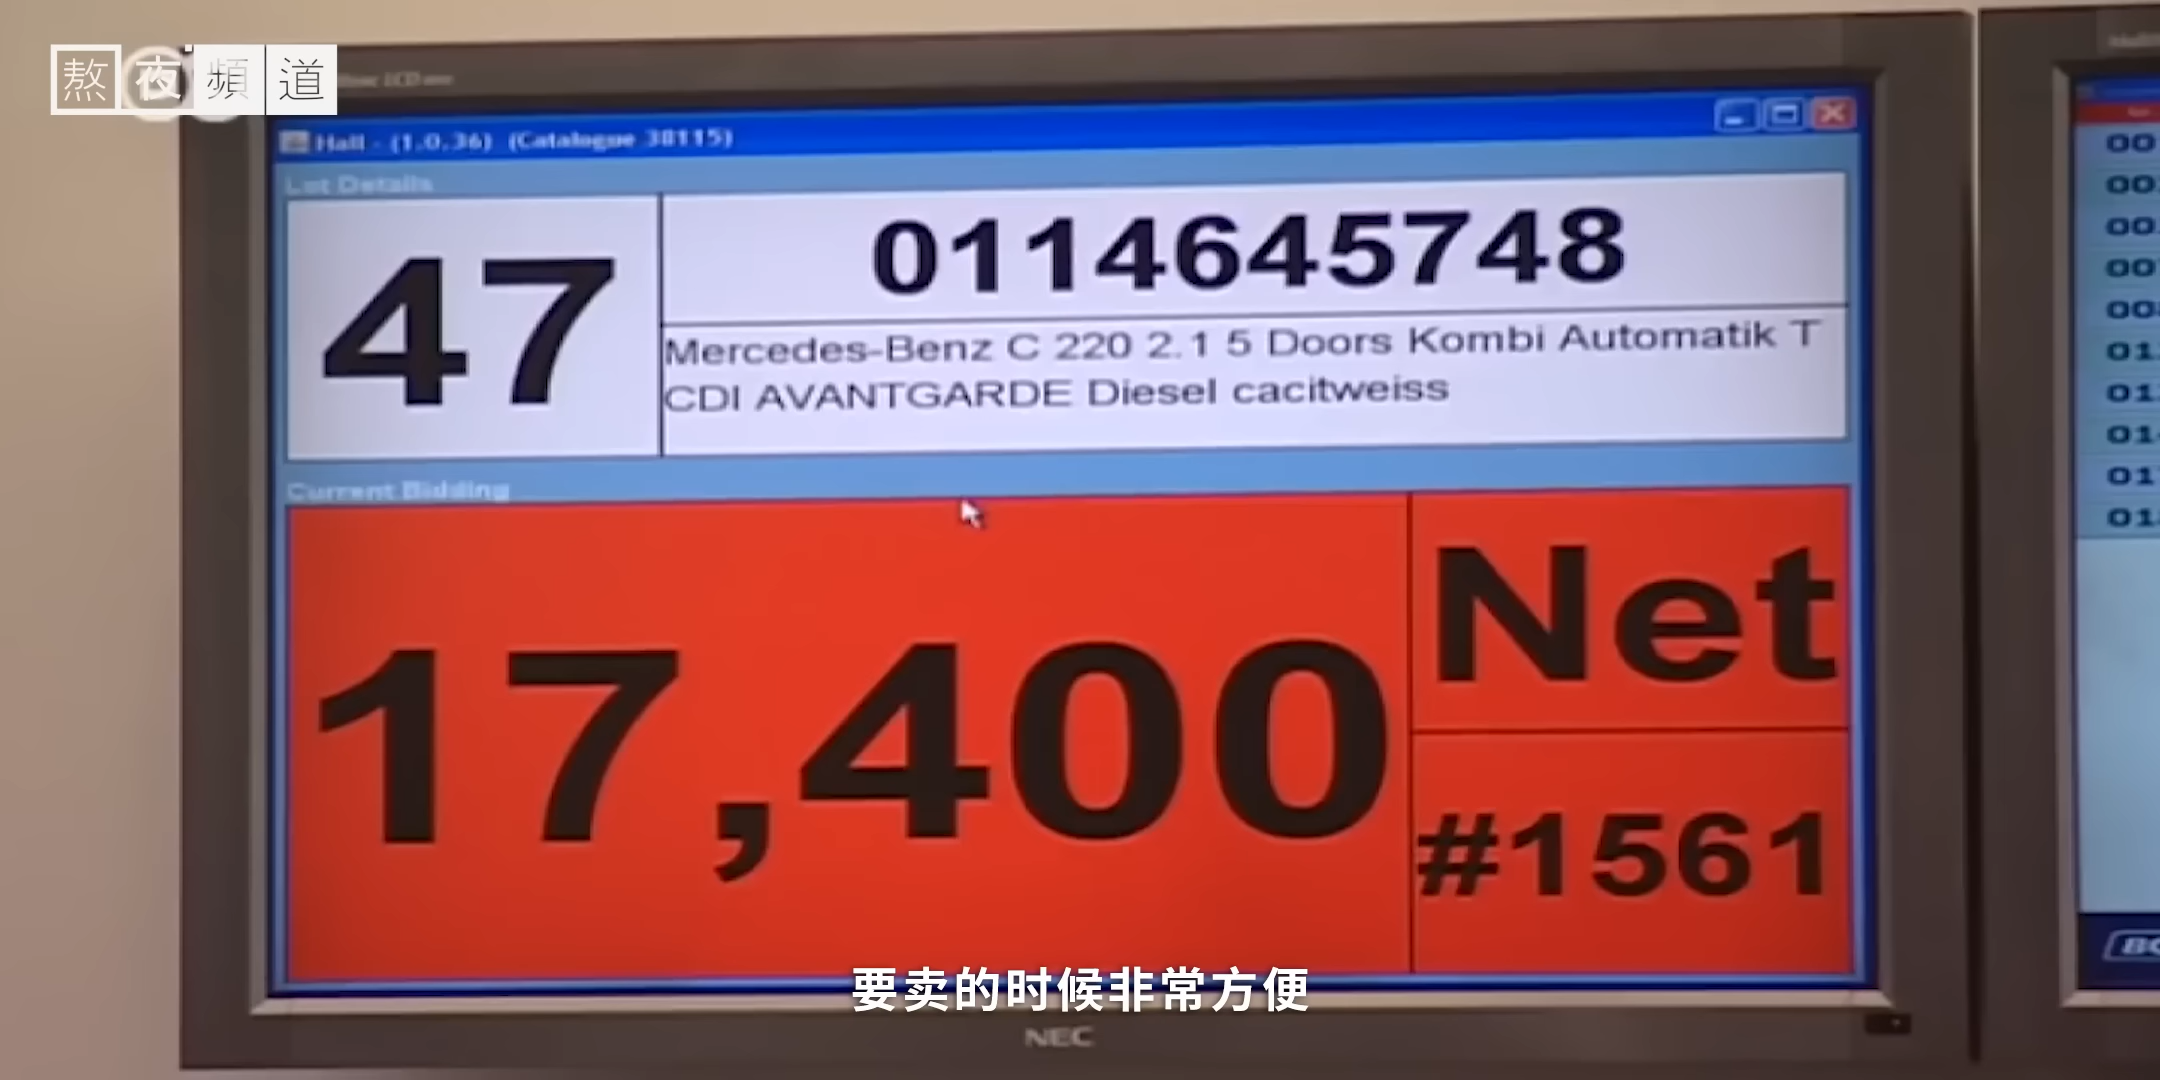 熬夜頻道
Hall - (1.0.36) (Catalogue 38115)
Lot Details
47
0114645748
Mercedes-Benz C 220 2.1 5 Doors Kombi Automatik T
CDI AVANTGARDE Diesel cacitweiss
Current Bidding
17,400
Net
#1561
要卖的时候非常方便
NEC